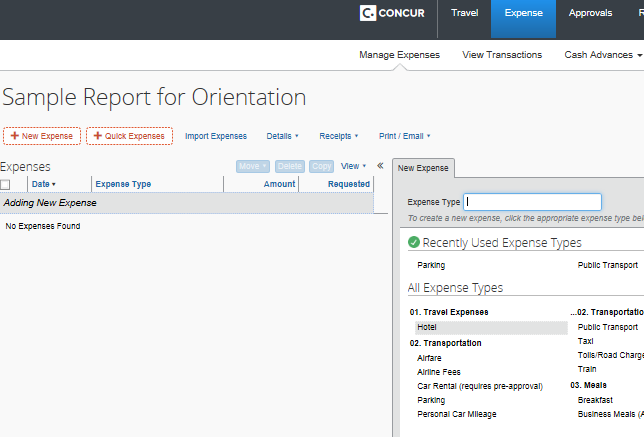 C. CONCUR Travel Expense Approvals R
Manage Expenses View Transactions Cash Advances
Sample Report for Orientation
+ New Expense + Quick Expenses Import Expenses Details Receipts Print / Email
Expenses Move Delete Copy View «
Date Expense Type Amount Requested
Adding New Expense
No Expenses Found
New Expense
Expense Type
To create a new expense, click the appropriate expense type bel
Recently Used Expense Types
Parking Public Transport
All Expense Types
01. Travel Expenses
Hotel
02. Transportation
Airfare
Airline Fees
Car Rental (requires pre-approval)
Parking
Personal Car Mileage
...02. Transportatio
Public Transport
Taxi
Tolls/Road Charge
Train
03. Meals
Breakfast
Business Meals (A